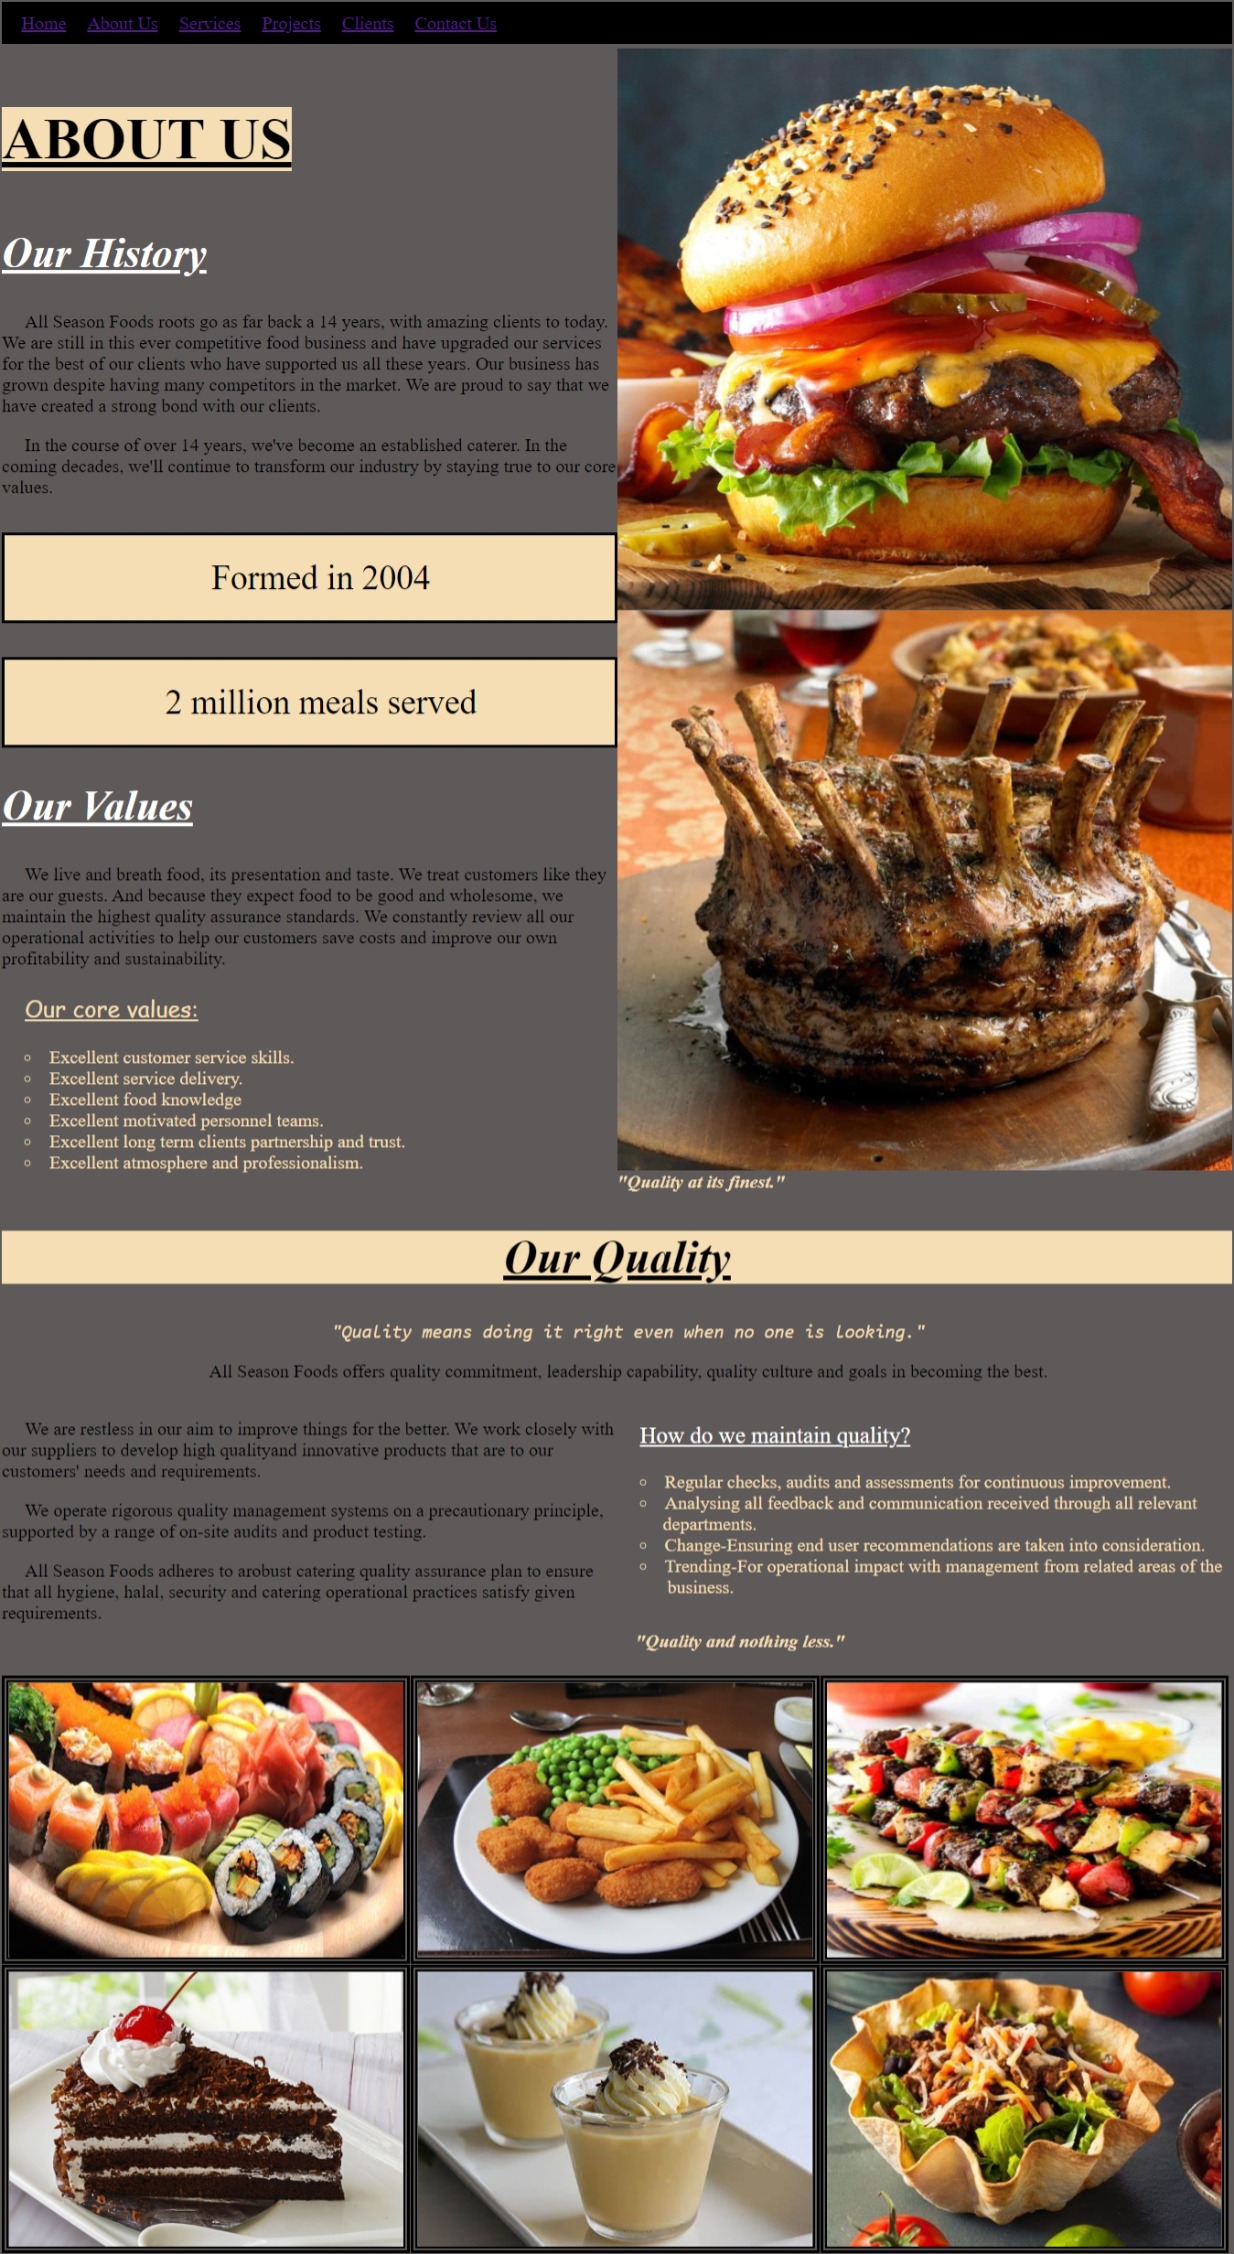 Home About Us Services Projects Clients Contact Us
ABOUT US
Our History
All Season Foods roots go as far back a 14 years, with amazing clients to today.
We are still in this ever competitive food business and have upgraded our services
for the best of our clients who have supported us all these years. Our business has
grown despite having many competitors in the market. We are proud to say that we
have created a strong bond with our clients.
In the course of over 14 years, we've become an established caterer. In the
coming decades, we'll continue to transform our industry by staying true to our core
values.
Formed in 2004
2 million meals served
Our Values
We live and breath food, its presentation and taste. We treat customers like they
are our guests. And because they expect food to be good and wholesome, we
maintain the highest quality assurance standards. We constantly review all our
operational activities to help our customers save costs and improve our own
profitability and sustainability.
Our core values:
Excellent customer service skills.
Excellent service delivery.
Excellent food knowledge
Excellent motivated personnel teams.
Excellent long term clients partnership and trust.
Excellent atmosphere and professionalism.
"Quality at its finest."
Our Quality
"Quality means doing it right even when no one is looking."
All Season Foods offers quality commitment, leadership capability, quality culture and goals in becoming the best.
We are restless in our aim to improve things for the better. We work closely with
our suppliers to develop high qualityand innovative products that are to our
customers' needs and requirements.
We operate rigorous quality management systems on a precautionary principle,
supported by a range of on-site audits and product testing.
All Season Foods adheres to arobust catering quality assurance plan to ensure
that all hygiene, halal, security and catering operational practices satisfy given
requirements.
How do we maintain quality?
Regular checks, audits and assessments for continuous improvement.
Analysing all feedback and communication received through all relevant
departments.
Change-Ensuring end user recommendations are taken into consideration.
Trending-For operational impact with management from related areas of the
business.
"Quality and nothing less."